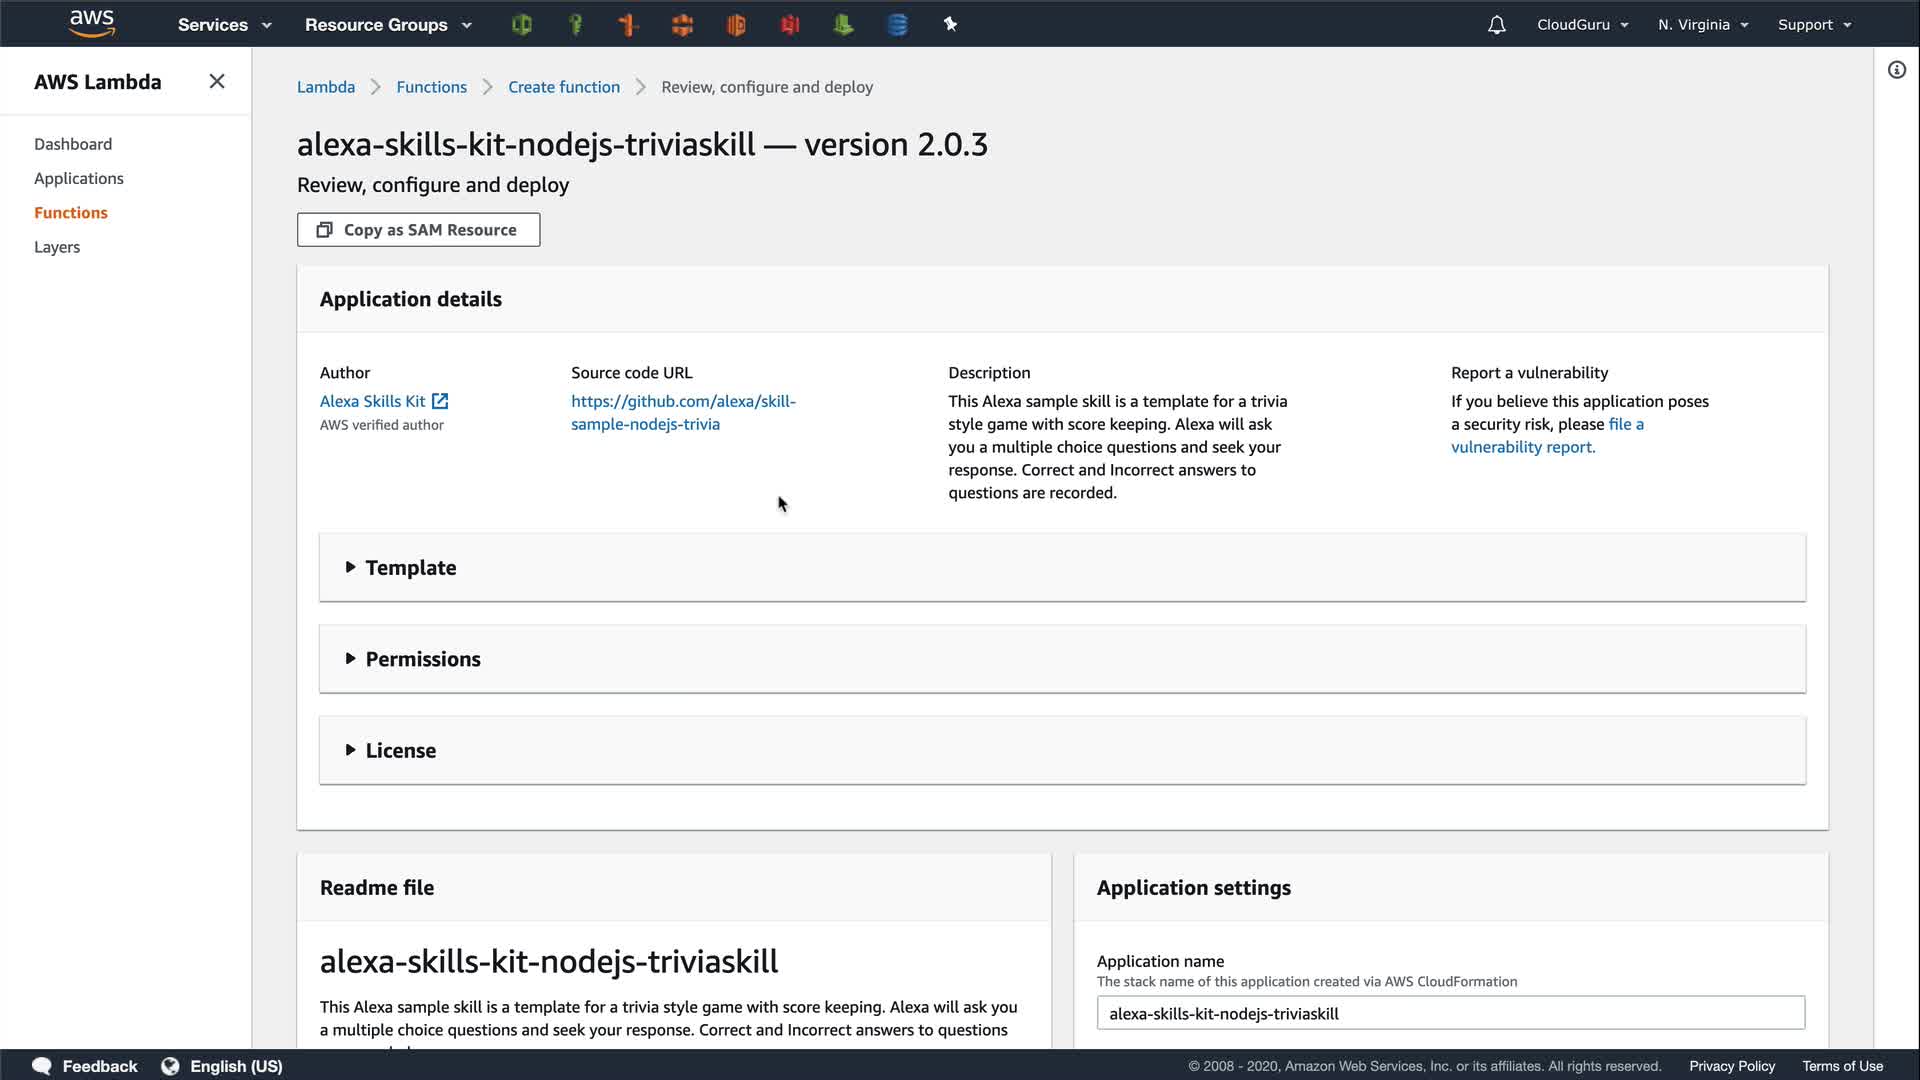 aws
Services
Resource Groups
CloudGuru
N. Virginia
Support
AWS Lambda
Dashboard
Applications
Functions
Layers
Lambda
Functions
Create function
Review, configure and deploy
alexa-skills-kit-nodejs-triviaskill — version 2.0.3
Review, configure and deploy
Copy as SAM Resource
Application details
Author
Alexa Skills Kit
AWS verified author
Source code URL
https://github.com/alexa/skill-
sample-nodejs-trivia
Description
This Alexa sample skill is a template for a trivia
style game with score keeping. Alexa will ask
you a multiple choice questions and seek your
response. Correct and Incorrect answers to
questions are recorded.
Report a vulnerability
If you believe this application poses
a security risk, please file a
vulnerability report.
Template
Permissions
License
Readme file
alexa-skills-kit-nodejs-triviaskill
This Alexa sample skill is a template for a trivia style game with score keeping. Alexa will ask you
a multiple choice questions and seek your response. Correct and Incorrect answers to questions
Application settings
Application name
The stack name of this application created via AWS CloudFormation
alexa-skills-kit-nodejs-triviaskill
Feedback
English (US)
© 2008 - 2020, Amazon Web Services, Inc. or its affiliates. All rights reserved.
Privacy Policy
Terms of Use